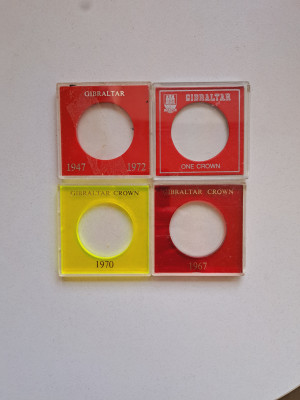 GIBRALTAR
1947 1972
GIBRALTAR
ONE CROWN
GIBRALTAR CROWN
1970
GIBRALTAR CROWN
1967